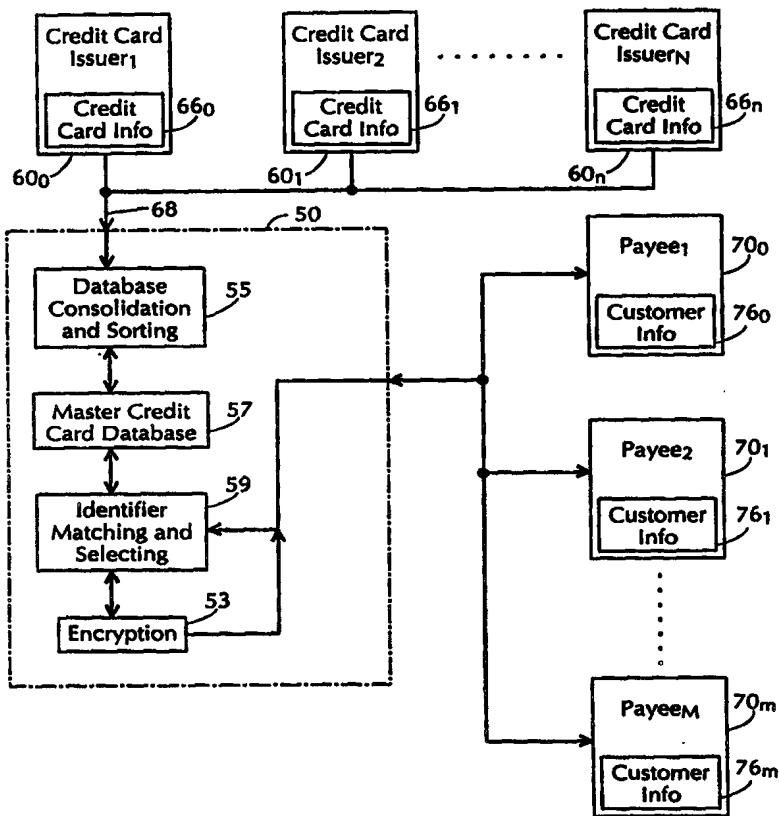 Credit Card
Issuer₁
Credit
Card Info
66₀
60₀
Credit Card
Issuer₂
Credit
Card Info
66₁
60₁
Credit Card
Issuer_N
Credit
Card Info
66ₙ
60ₙ
68
50
Database
Consolidation
and Sorting
55
Master Credit
Card Database
57
59
Identifier
Matching and
Selecting
53
Encryption
Payee₁
70₀
Customer
Info
76₀
Payee₂
70₁
Customer
Info
76₁
Payee_M
70ₘ
Customer
Info
76ₘ